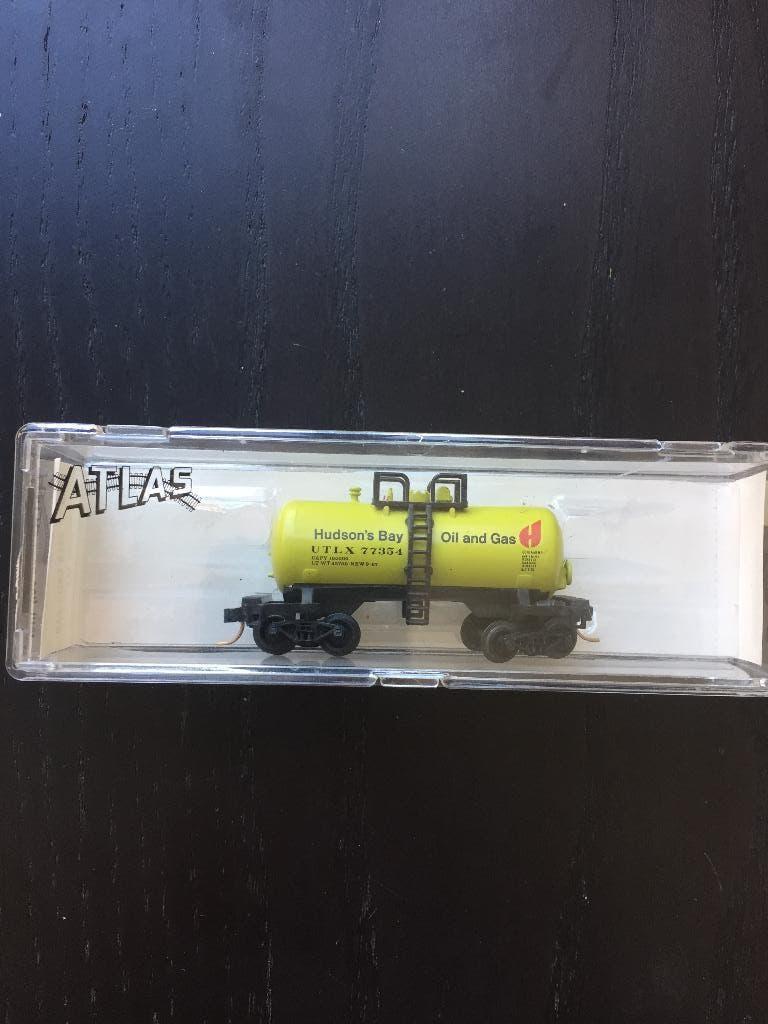 ATLAS
Hudson's Bay Oil and Gas
UTLX 77354